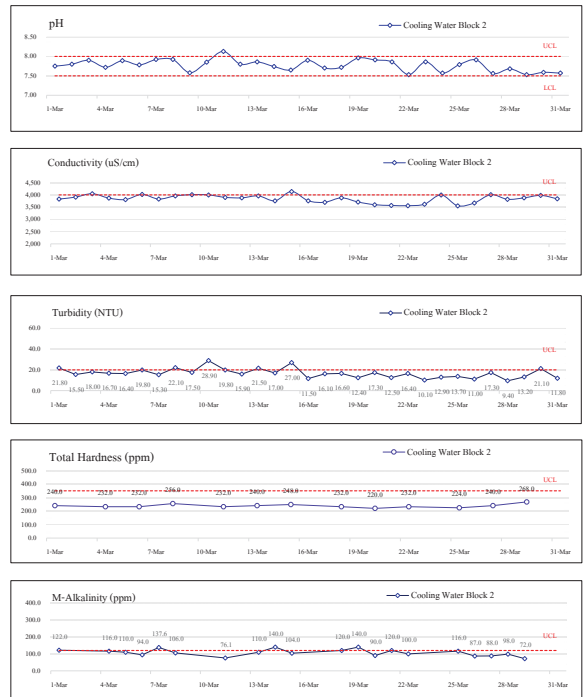 pH
Cooling Water Block 2
8.50
UCL
8.00
7.50
LCL
7.00
1-Mar 4-Mar 7-Mar 10-Mar 13-Mar 16-Mar 19-Mar 22-Mar 25-Mar 28-Mar 31-Mar
Conductivity (uS/cm)
Cooling Water Block 2
UCL
4,500
4,000
3,500
3,000
2,500
2,000
1-Mar 4-Mar 7-Mar 10-Mar 13-Mar 16-Mar 19-Mar 22-Mar 25-Mar 28-Mar 31-Mar
Turbidity (NTU)
Cooling Water Block 2
60.0
40.0
UCL
20.0
21.80 15.50 18.00 16.70 16.40 19.80 15.30 22.10 17.50 28.90 19.80 15.90 21.50 17.00 27.00 11.50 16.10 16.60 12.40 17.30 12.50 16.40 10.10 12.90 13.70 11.00 17.30 9.40 13.20 21.10 11.80
0.0
1-Mar 4-Mar 7-Mar 10-Mar 13-Mar 16-Mar 19-Mar 22-Mar 25-Mar 28-Mar 31-Mar
Total Hardness (ppm)
Cooling Water Block 2
500.0
UCL
400.0
240.0 232.0 232.0 256.0 232.0 240.0 248.0 232.0 220.0 232.0 224.0 240.0 268.0
300.0
200.0
100.0
0.0
1-Mar 4-Mar 7-Mar 10-Mar 13-Mar 16-Mar 19-Mar 22-Mar 25-Mar 28-Mar 31-Mar
M-Alkalinity (ppm)
Cooling Water Block 2
400.0
300.0
200.0
UCL
122.0 116.0 110.0 94.0 137.6 106.0 76.1 110.0 140.0 104.0 120.0 140.0 90.0 120.0 100.0 116.0 87.0 88.0 98.0 72.0
100.0
0.0
1-Mar 4-Mar 7-Mar 10-Mar 13-Mar 16-Mar 19-Mar 22-Mar 25-Mar 28-Mar 31-Mar